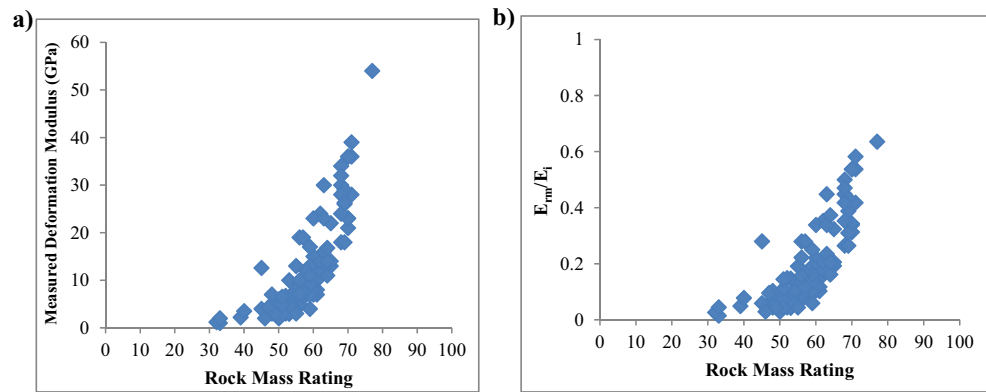 a)
Measured Deformation Modulus (GPa)
60
50
40
30
20
10
0
0 10 20 30 40 50 60 70 80 90 100
Rock Mass Rating
b)
Erm/Ei
1
0.8
0.6
0.4
0.2
0
0 10 20 30 40 50 60 70 80 90 100
Rock Mass Rating